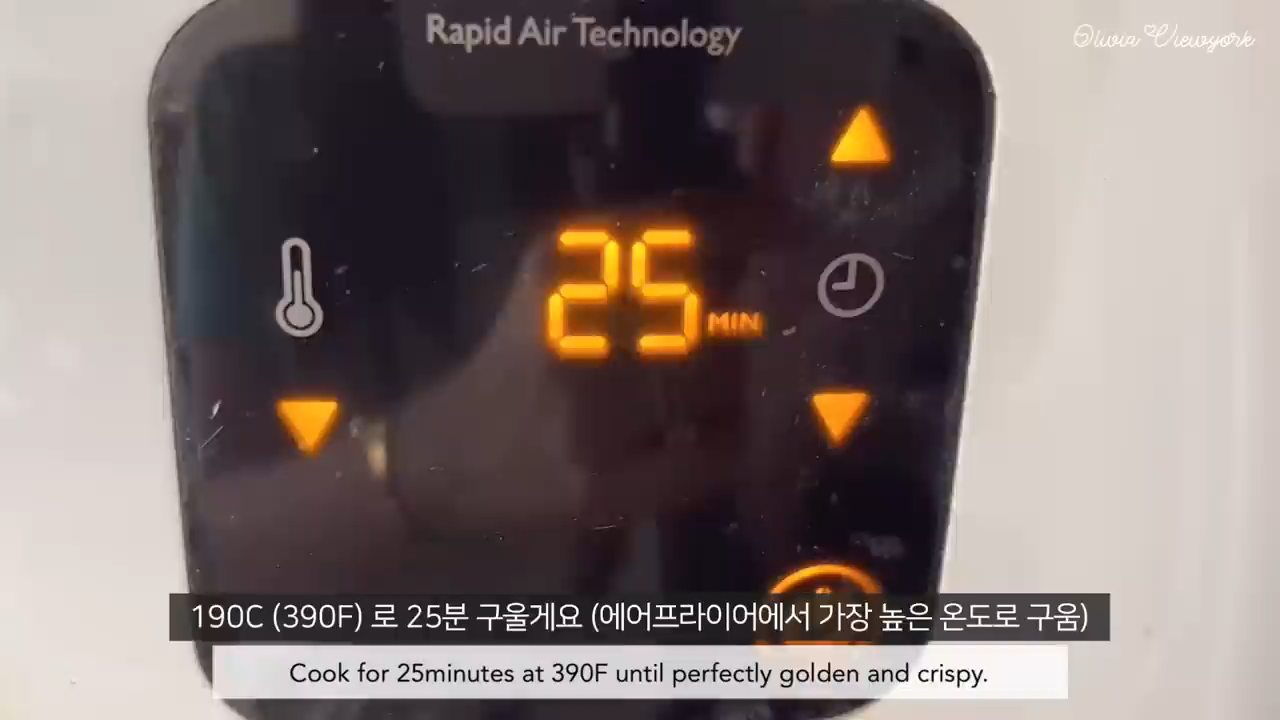 Rapid Air Technology
Olivia Viewyork
25 MIN
190C (390F) 로 25분 구울게요 (에어프라이어에서 가장 높은 온도로 구움)
Cook for 25minutes at 390F until perfectly golden and crispy.